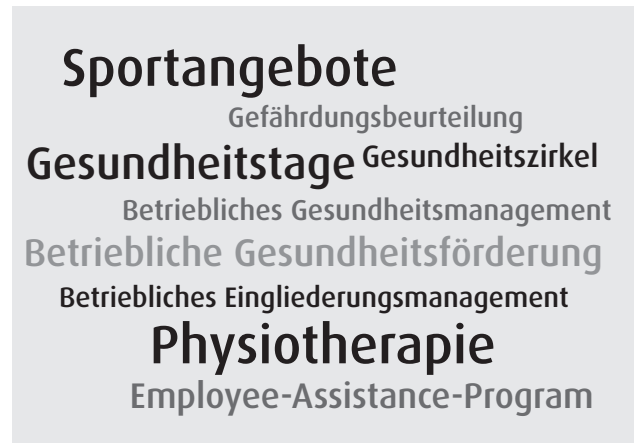 Sportangebote
Gefährdungsbeurteilung
Gesundheitstage Gesundheitszirkel
Betriebliches Gesundheitsmanagement
Betriebliche Gesundheitsförderung
Betriebliches Eingliederungsmanagement
Physiotherapie
Employee-Assistance-Program